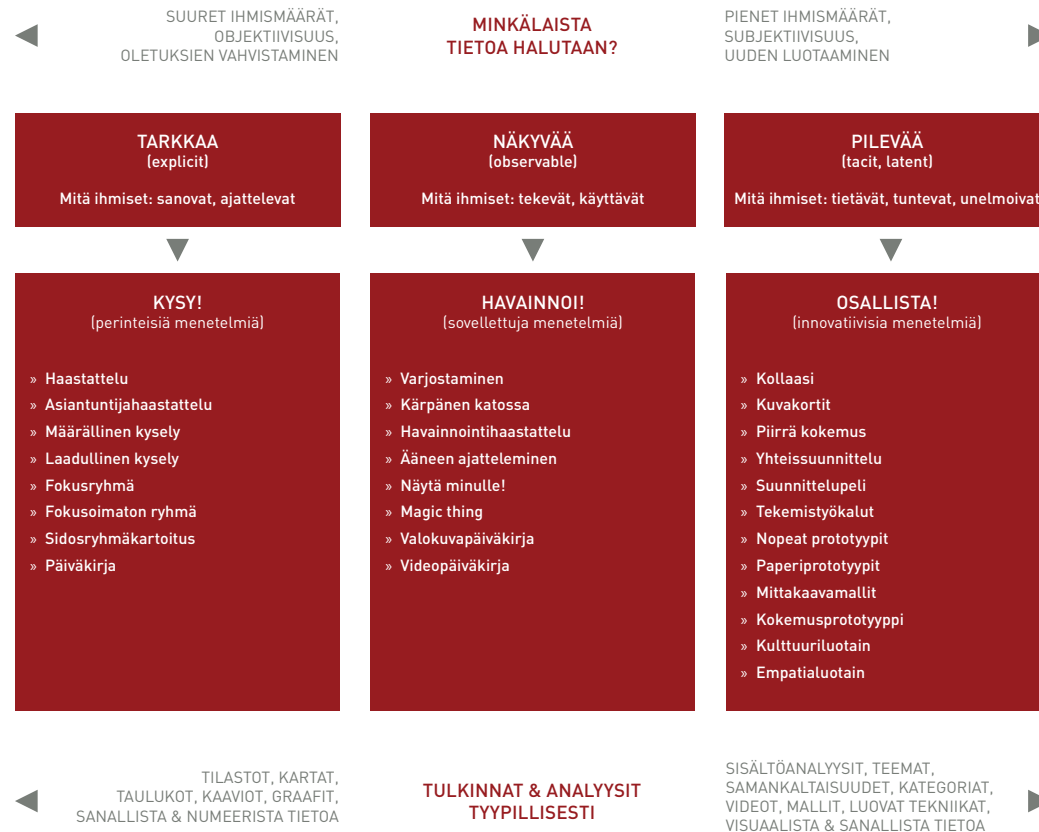 SUURET IHMISMÄÄRÄT,
OBJEKTIIVISUUS,
OLETUKSIEN VAHVISTAMINEN
MINKÄLAISTA
TIETOA HALUTAAN?
PIENET IHMISMÄÄRÄT,
SUBJEKTIIVISUUS,
UUDEN LUOTAAMINEN
TARKKAA
(explicit)
Mitä ihmiset: sanovat, ajattelevat
NÄKYVÄÄ
(observable)
Mitä ihmiset: tekevät, käyttävät
PILEVÄÄ
(tacit, latent)
Mitä ihmiset: tietävät, tuntevat, unelmoivat
KYSY!
(perinteisiä menetelmiä)
» Haastattelu
» Asiantuntijahaastattelu
» Määrällinen kysely
» Laadullinen kysely
» Fokusryhmä
» Fokusoimaton ryhmä
» Sidosryhmäkartoitus
» Päiväkirja
HAVAINNOI!
(sovellettuja menetelmiä)
» Varjostaminen
» Kärpänen katossa
» Havainnointihaastattelu
» Ääneen ajatteleminen
» Näytä minulle!
» Magic thing
» Valokuvapäiväkirja
» Videopäiväkirja
OSALLISTA!
(innovatiivisia menetelmiä)
» Kollaasi
» Kuvakortit
» Piirrä kokemus
» Yhteissuunnittelu
» Suunnittelupeli
» Tekemistyökalut
» Nopeat prototyypit
» Paperiprototyypit
» Mittakaavamallit
» Kokemusprototyyppi
» Kulttuuriluotain
» Empatialuotain
TILASTOT, KARTAT,
TAULUKOT, KAAVIOT, GRAAFIT,
SANALLISTA & NUMEERISTA TIETOA
TULKINNAT & ANALYYSIT
TYYPILLISESTI
SISÄLTÖANALYYSIT, TEEMAT,
SAMANKALTAISUUDET, KATEGORIAT,
VIDEOT, MALLIT, LUOVAT TEKNIIKAT,
VISUAALISTA & SANALLISTA TIETOA